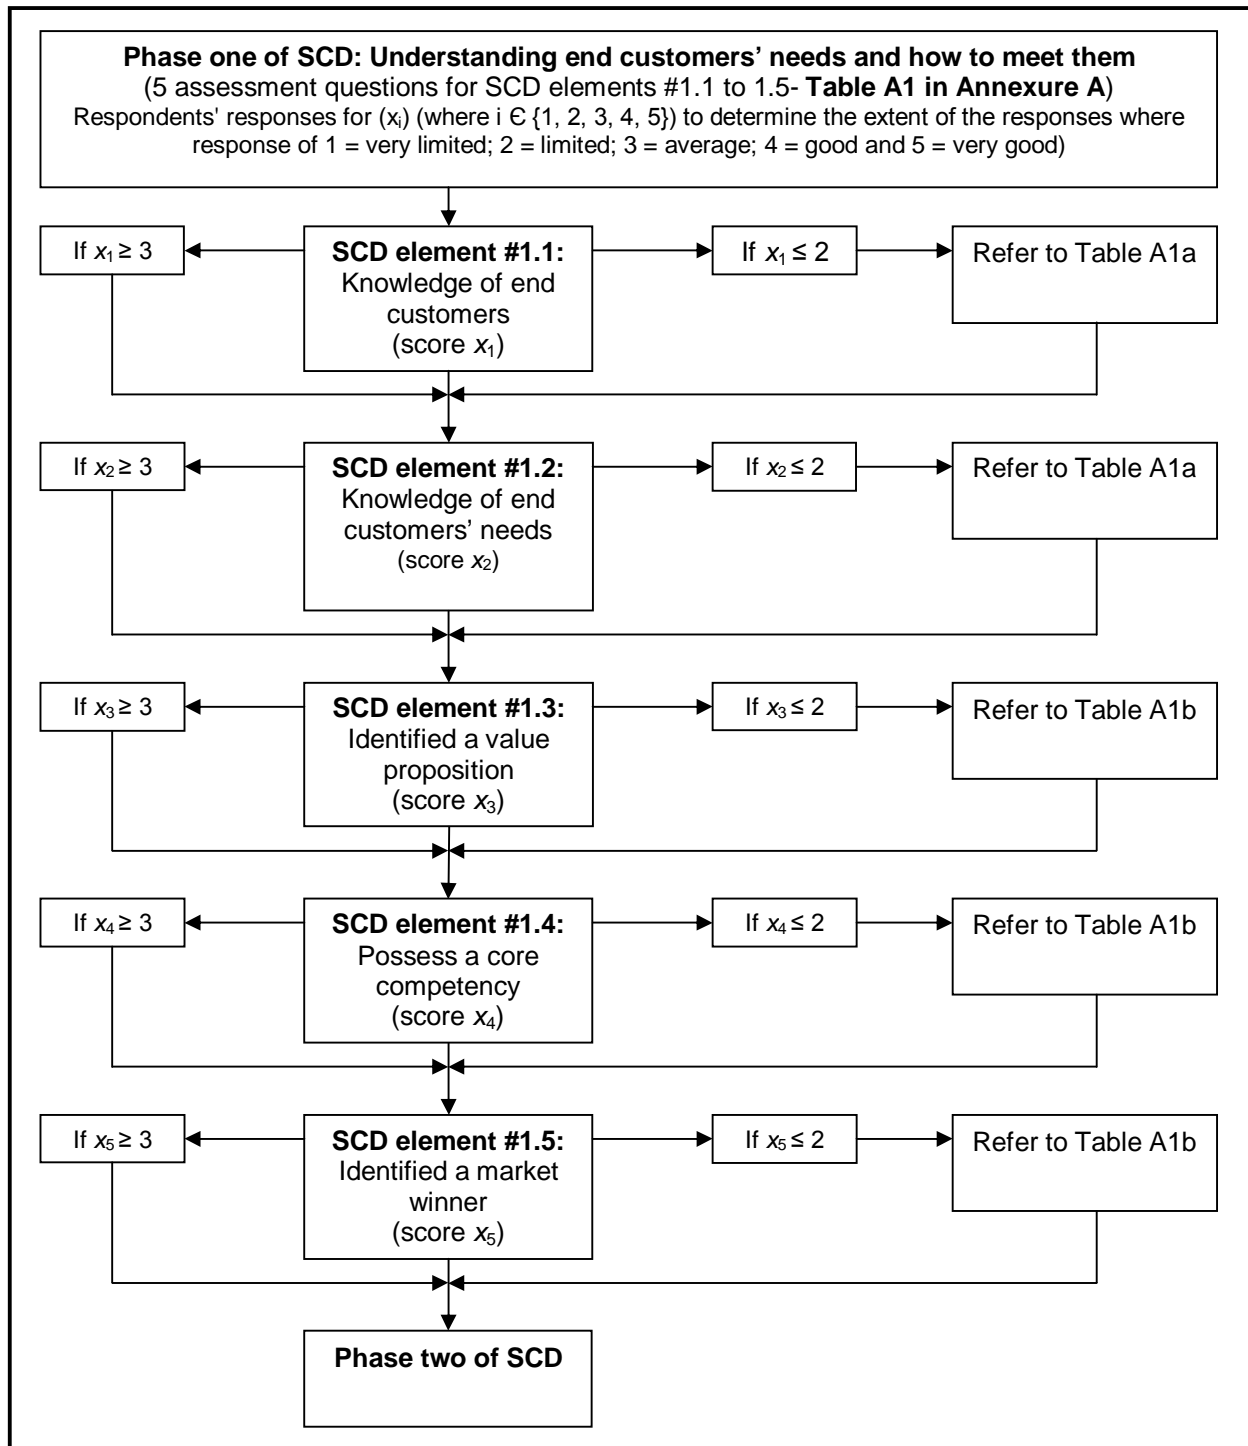 Phase one of SCD: Understanding end customers’ needs and how to meet them
(5 assessment questions for SCD elements #1.1 to 1.5- Table A1 in Annexure A)
Respondents' responses for (xᵢ) (where i Є {1, 2, 3, 4, 5}) to determine the extent of the responses where
response of 1 = very limited; 2 = limited; 3 = average; 4 = good and 5 = very good)
If x₁ ≥ 3
SCD element #1.1:
Knowledge of end
customers
(score x₁)
If x₁ ≤ 2
Refer to Table A1a
If x₂ ≥ 3
SCD element #1.2:
Knowledge of end
customers’ needs
(score x₂)
If x₂ ≤ 2
Refer to Table A1a
If x₃ ≥ 3
SCD element #1.3:
Identified a value
proposition
(score x₃)
If x₃ ≤ 2
Refer to Table A1b
If x₄ ≥ 3
SCD element #1.4:
Possess a core
competency
(score x₄)
If x₄ ≤ 2
Refer to Table A1b
If x₅ ≥ 3
SCD element #1.5:
Identified a market
winner
(score x₅)
If x₅ ≤ 2
Refer to Table A1b
Phase two of SCD